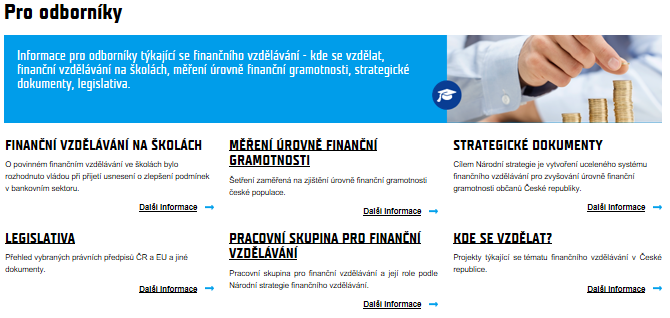 Pro odborníky
Informace pro odborníky týkající se finančního vzdělávání - kde se vzdělat,
finanční vzdělávání na školách, měření úrovně finanční gramotnosti, strategické
dokumenty, legislativa.
FINANČNÍ VZDĚLÁVÁNÍ NA ŠKOLÁCH
O povinném finančním vzdělávání ve školách bylo
rozhodnuto vládou při přijetí usnesení o zlepšení podmínek
v bankovním sektoru.
Další informace
MĚŘENÍ ÚROVNĚ FINANČNÍ
GRAMOTNOSTI
Šetření zaměřená na zjištění úrovně finanční gramotnosti
české populace.
Další informace
STRATEGICKÉ DOKUMENTY
Cílem Národní strategie je vytvoření uceleného systému
finančního vzdělávání pro zvyšování úrovně finanční
gramotnosti občanů České republiky.
Další informace
LEGISLATIVA
Přehled vybraných právních předpisů ČR a EU a jiné
dokumenty.
Další informace
PRACOVNÍ SKUPINA PRO FINANČNÍ
VZDĚLÁVÁNÍ
Pracovní skupina pro finanční vzdělávání a její role podle
Národní strategie finančního vzdělávání.
Další informace
KDE SE VZDĚLAT?
Projekty týkající se tématu finančního vzdělávání v České
republice.
Další informace